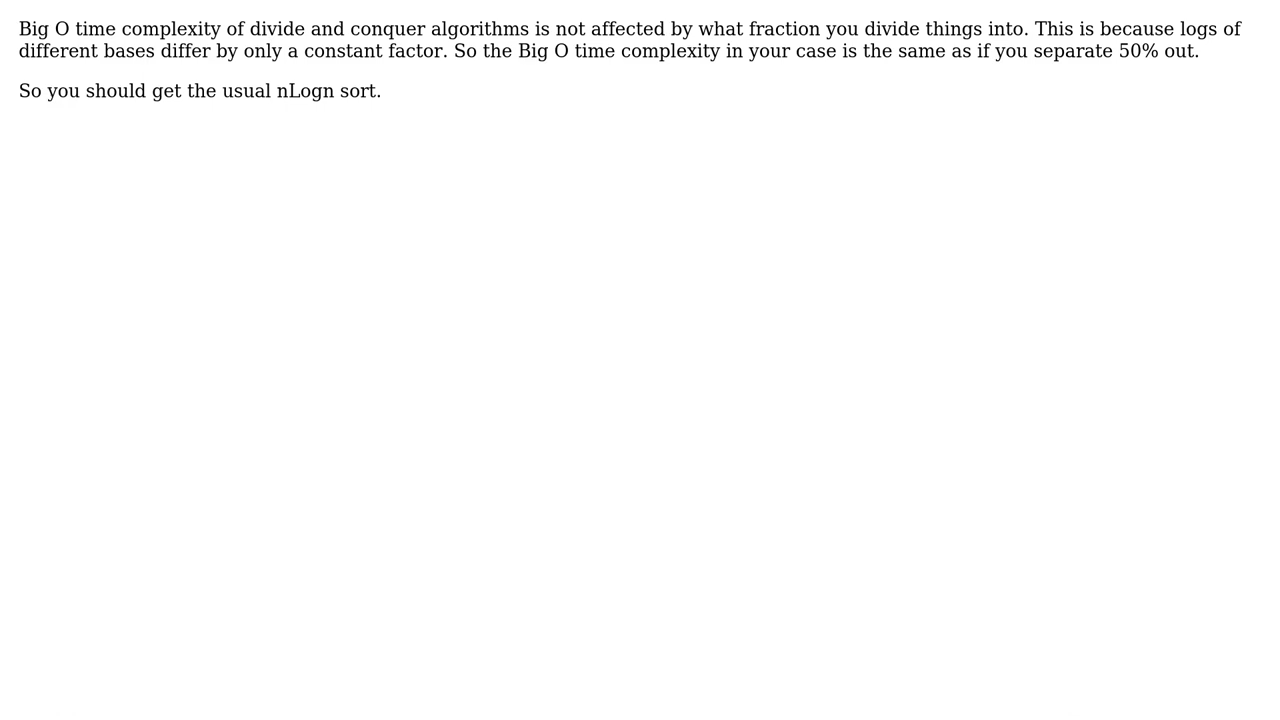 Big O time complexity of divide and conquer algorithms is not affected by what fraction you divide things into. This is because logs of
different bases differ by only a constant factor. So the Big O time complexity in your case is the same as if you separate 50% out.
So you should get the usual nLogn sort.